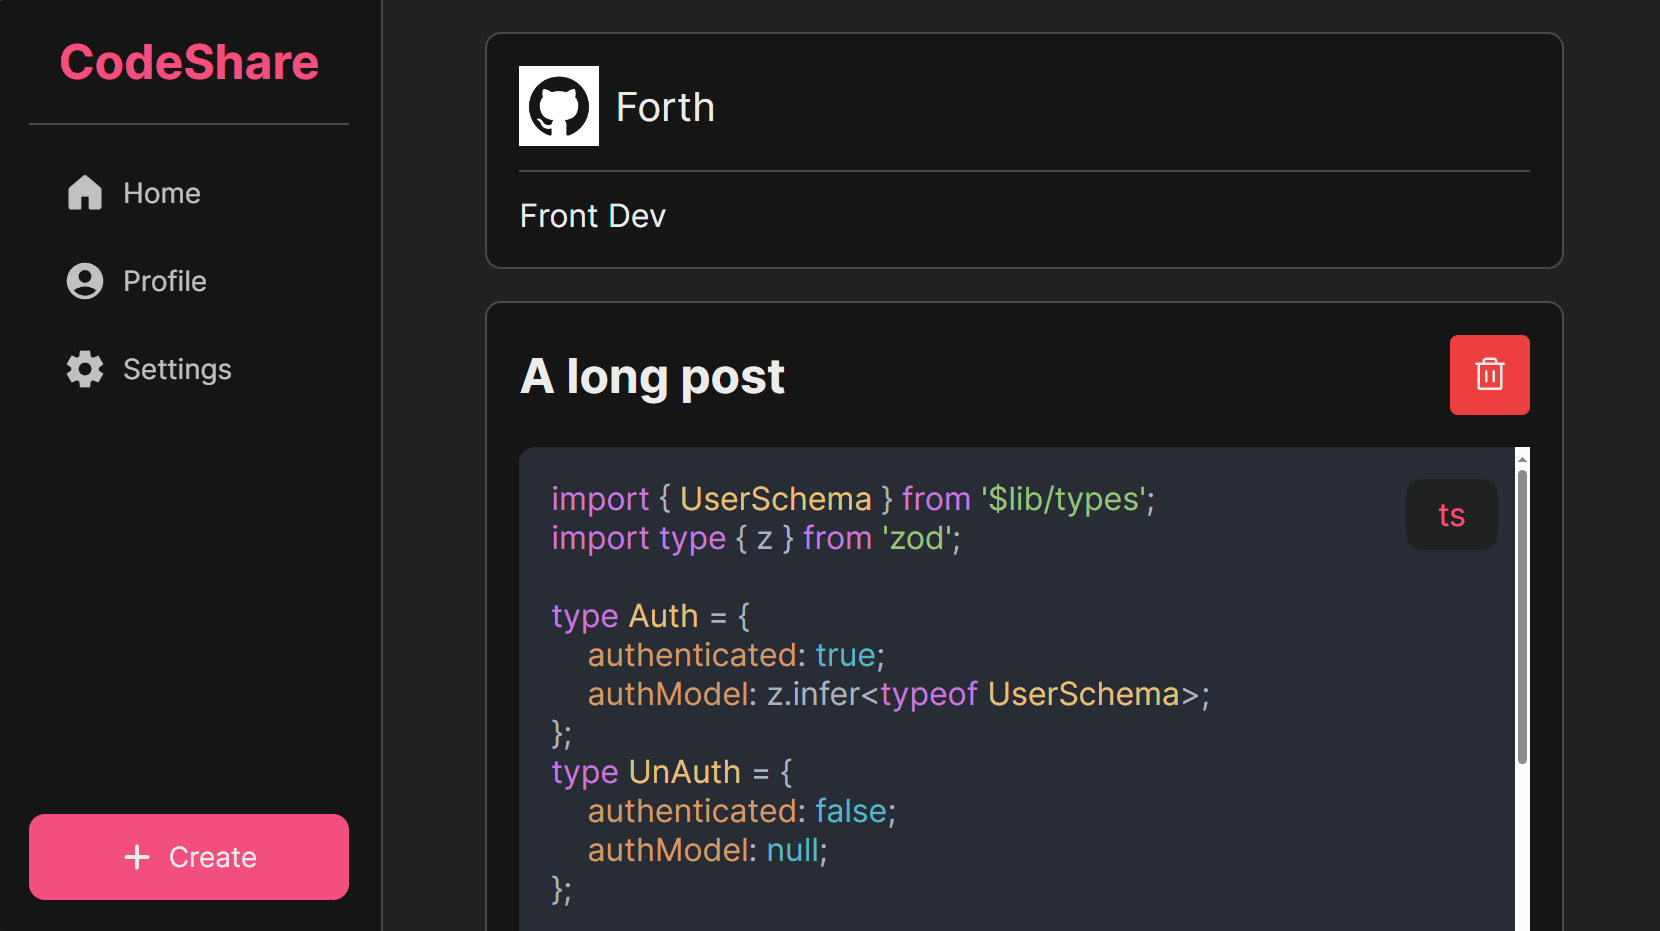 CodeShare
Home
Profile
Settings
Create
Forth
Front Dev
A long post
ts
import { UserSchema } from '$lib/types';
import type { z } from 'zod';

type Auth = {
    authenticated: true;
    authModel: z.infer<typeof UserSchema>;
};
type UnAuth = {
    authenticated: false;
    authModel: null;
};